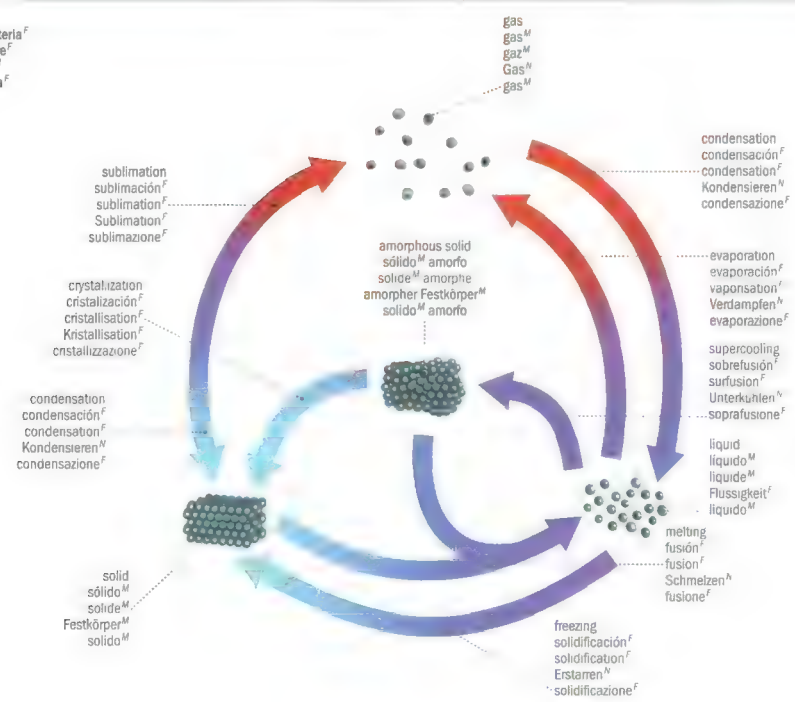 gas
gas^M
gaz^M
Gas^N
gas^M
condensation
condensación^F
condensation^F
Kondensieren^N
condensazione^F
sublimation
sublimación^F
sublimation^F
Sublimation^F
sublimazione^F
amorphous solid
sólido^M amorfo
solide^M amorphe
amorpher Festkörper^M
solido^M amorfo
evaporation
evaporación^F
vaporisation^F
Verdampfen^N
evaporazione^F
crystallization
cristalización^F
cristallisation^F
Kristallisation^F
cristallizzazione^F
supercooling
sobrefusión^F
surfusion^F
Unterkuhlen^N
soprafusione^F
condensation
condensación^F
condensation^F
Kondensieren^N
condensazione^F
liquid
líquido^M
liquide^M
Flussigkeit^F
liquido^M
melting
fusión^F
fusion^F
Schmelzen^N
fusione^F
solid
sólido^M
solide^M
Festkörper^M
solido^M
freezing
solidificación^F
solidification^F
Erstarren^N
solidificazione^F